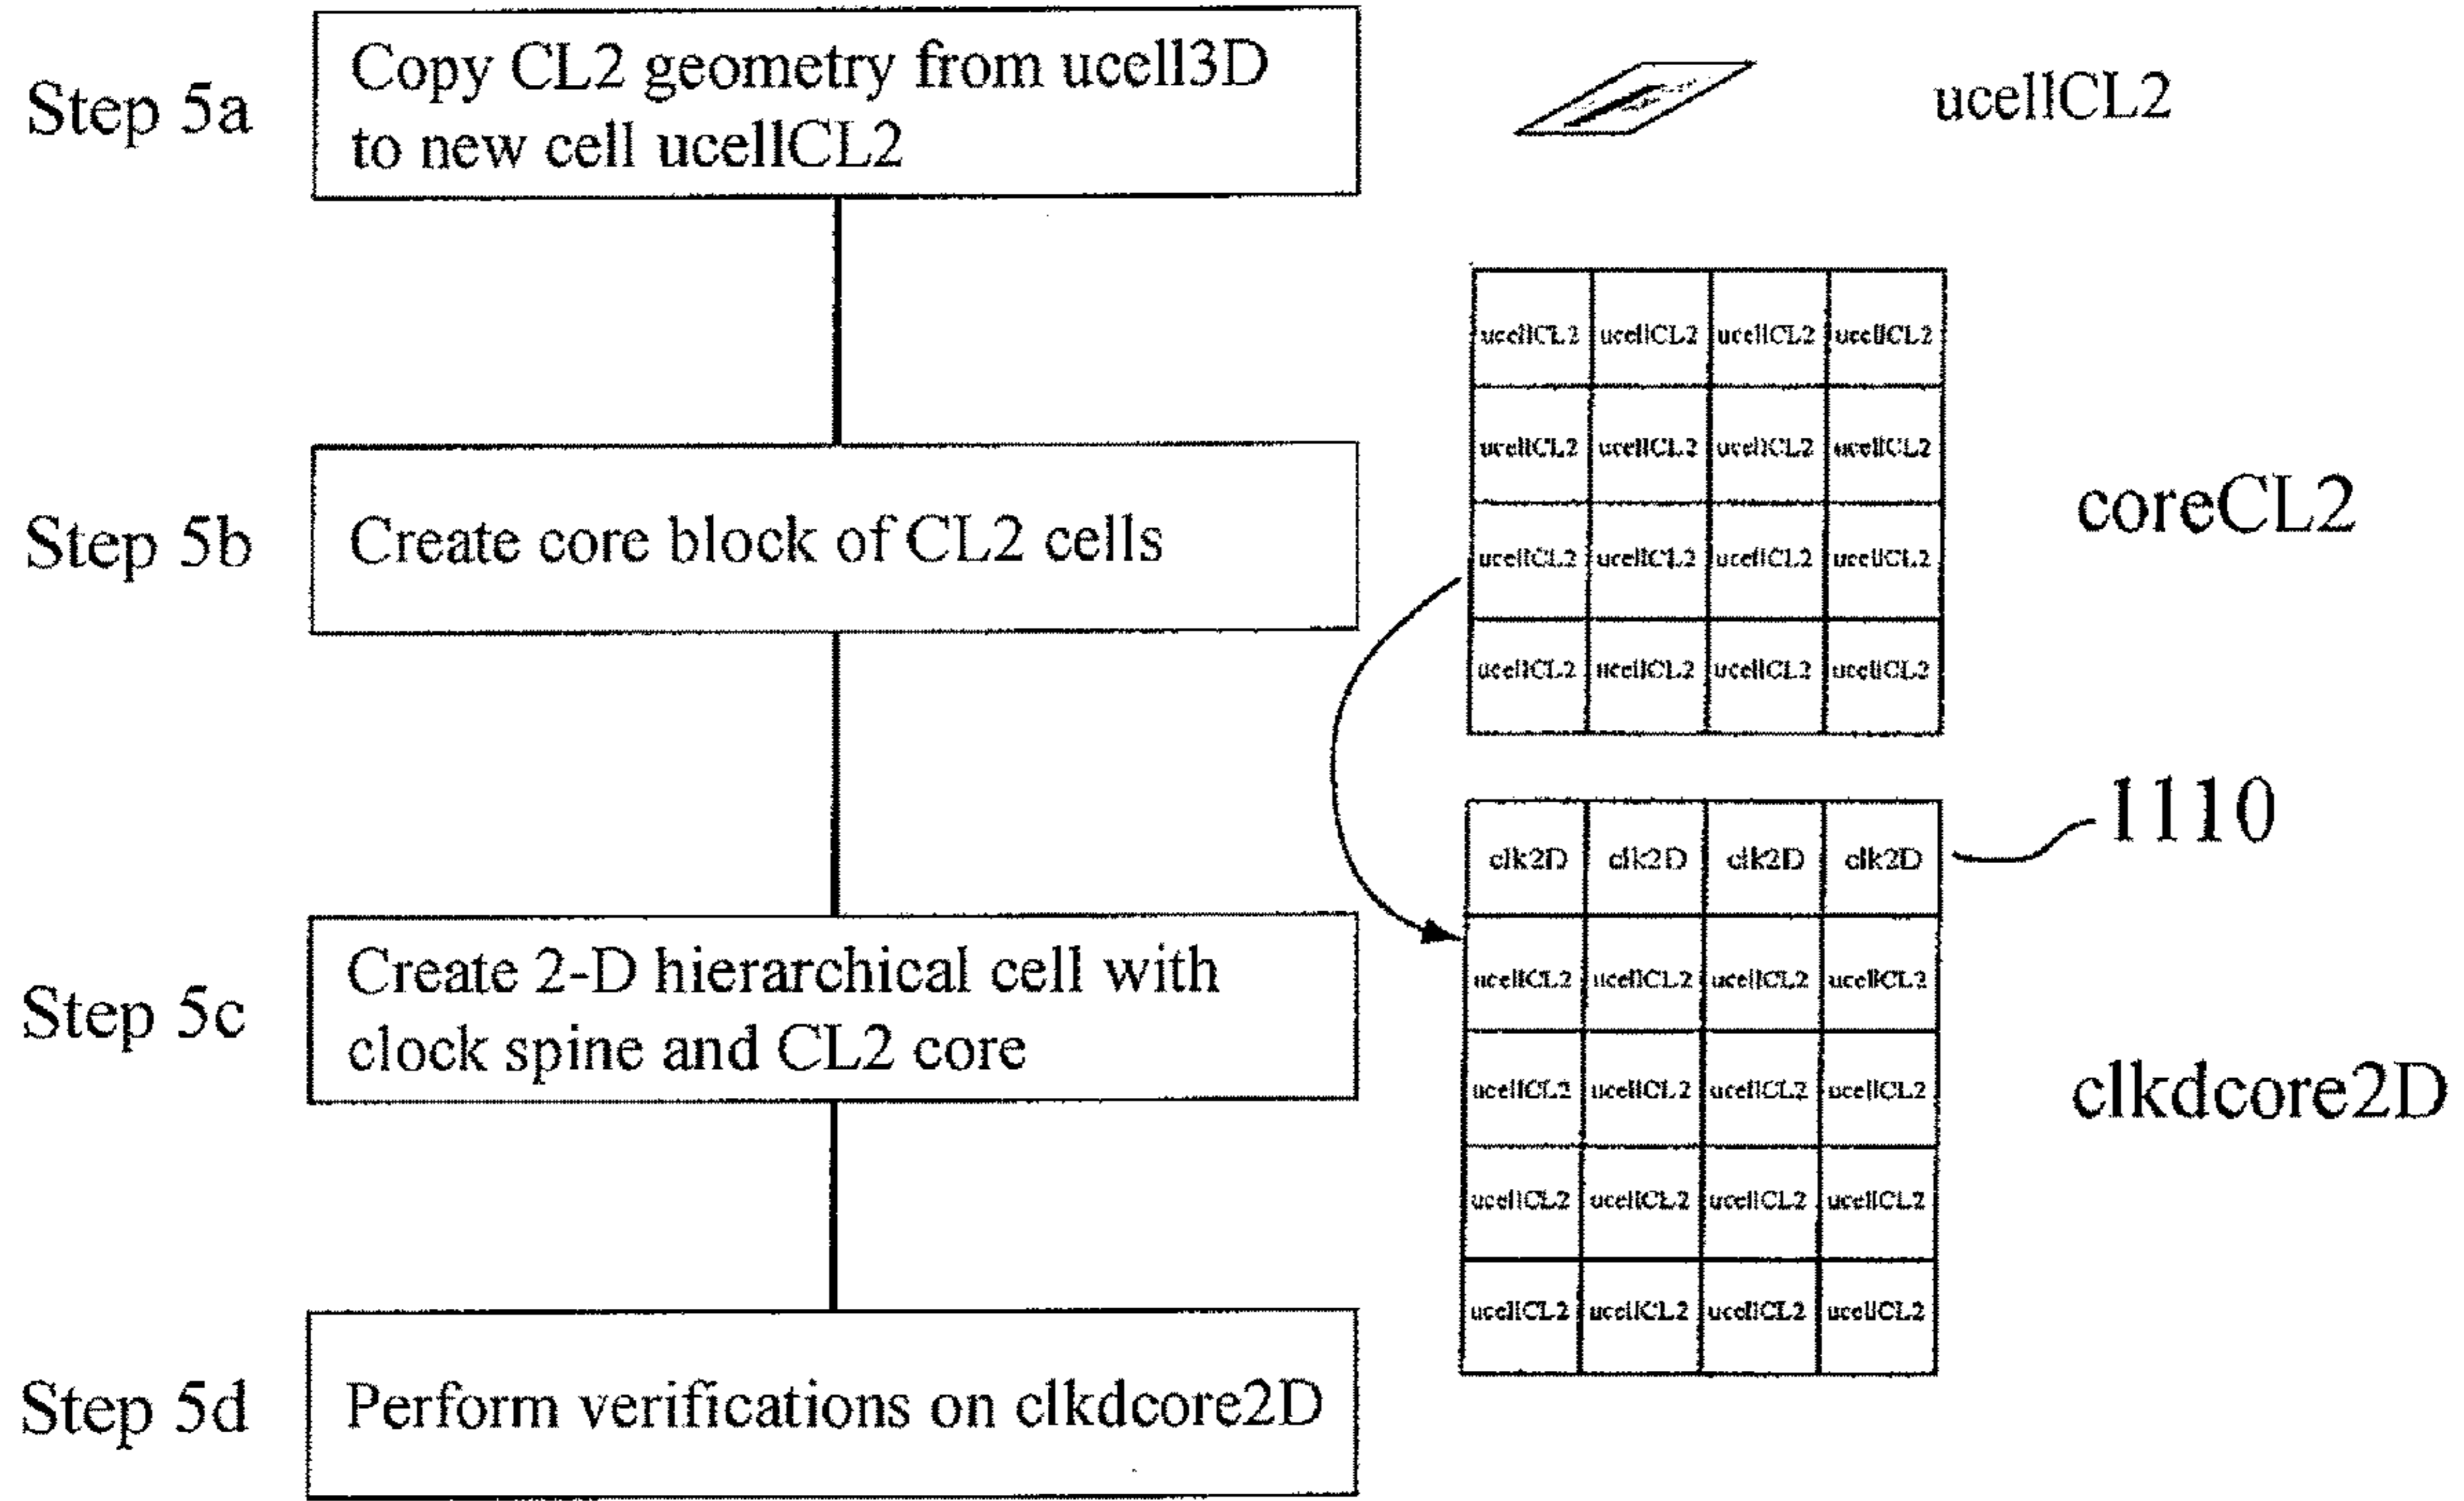 Step 5a
Copy CL2 geometry from ucell3D
to new cell ucellCL2
ucellCL2
Step 5b
Create core block of CL2 cells
ucellCL2 ucellCL2 ucellCL2 ucellCL2
ucellCL2 ucellCL2 ucellCL2 ucellCL2
ucellCL2 ucellCL2 ucellCL2 ucellCL2
ucellCL2 ucellCL2 ucellCL2 ucellCL2
coreCL2
Step 5c
Create 2-D hierarchical cell with
clock spine and CL2 core
1110
clk2D clk2D clk2D clk2D
ucellCL2 ucellCL2 ucellCL2 ucellCL2
ucellCL2 ucellCL2 ucellCL2 ucellCL2
ucellCL2 ucellCL2 ucellCL2 ucellCL2
ucellCL2 ucellCL2 ucellCL2 ucellCL2
clkdcore2D
Step 5d
Perform verifications on clkdcore2D